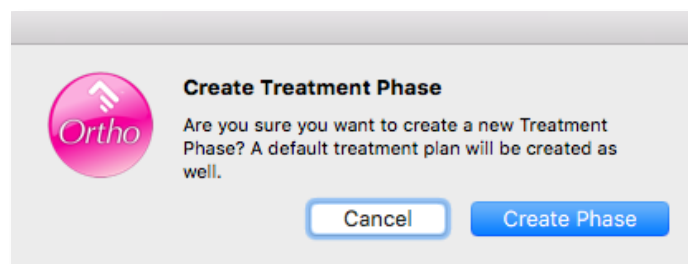 Ortho
Create Treatment Phase
Are you sure you want to create a new Treatment
Phase? A default treatment plan will be created as
well.
Cancel
Create Phase